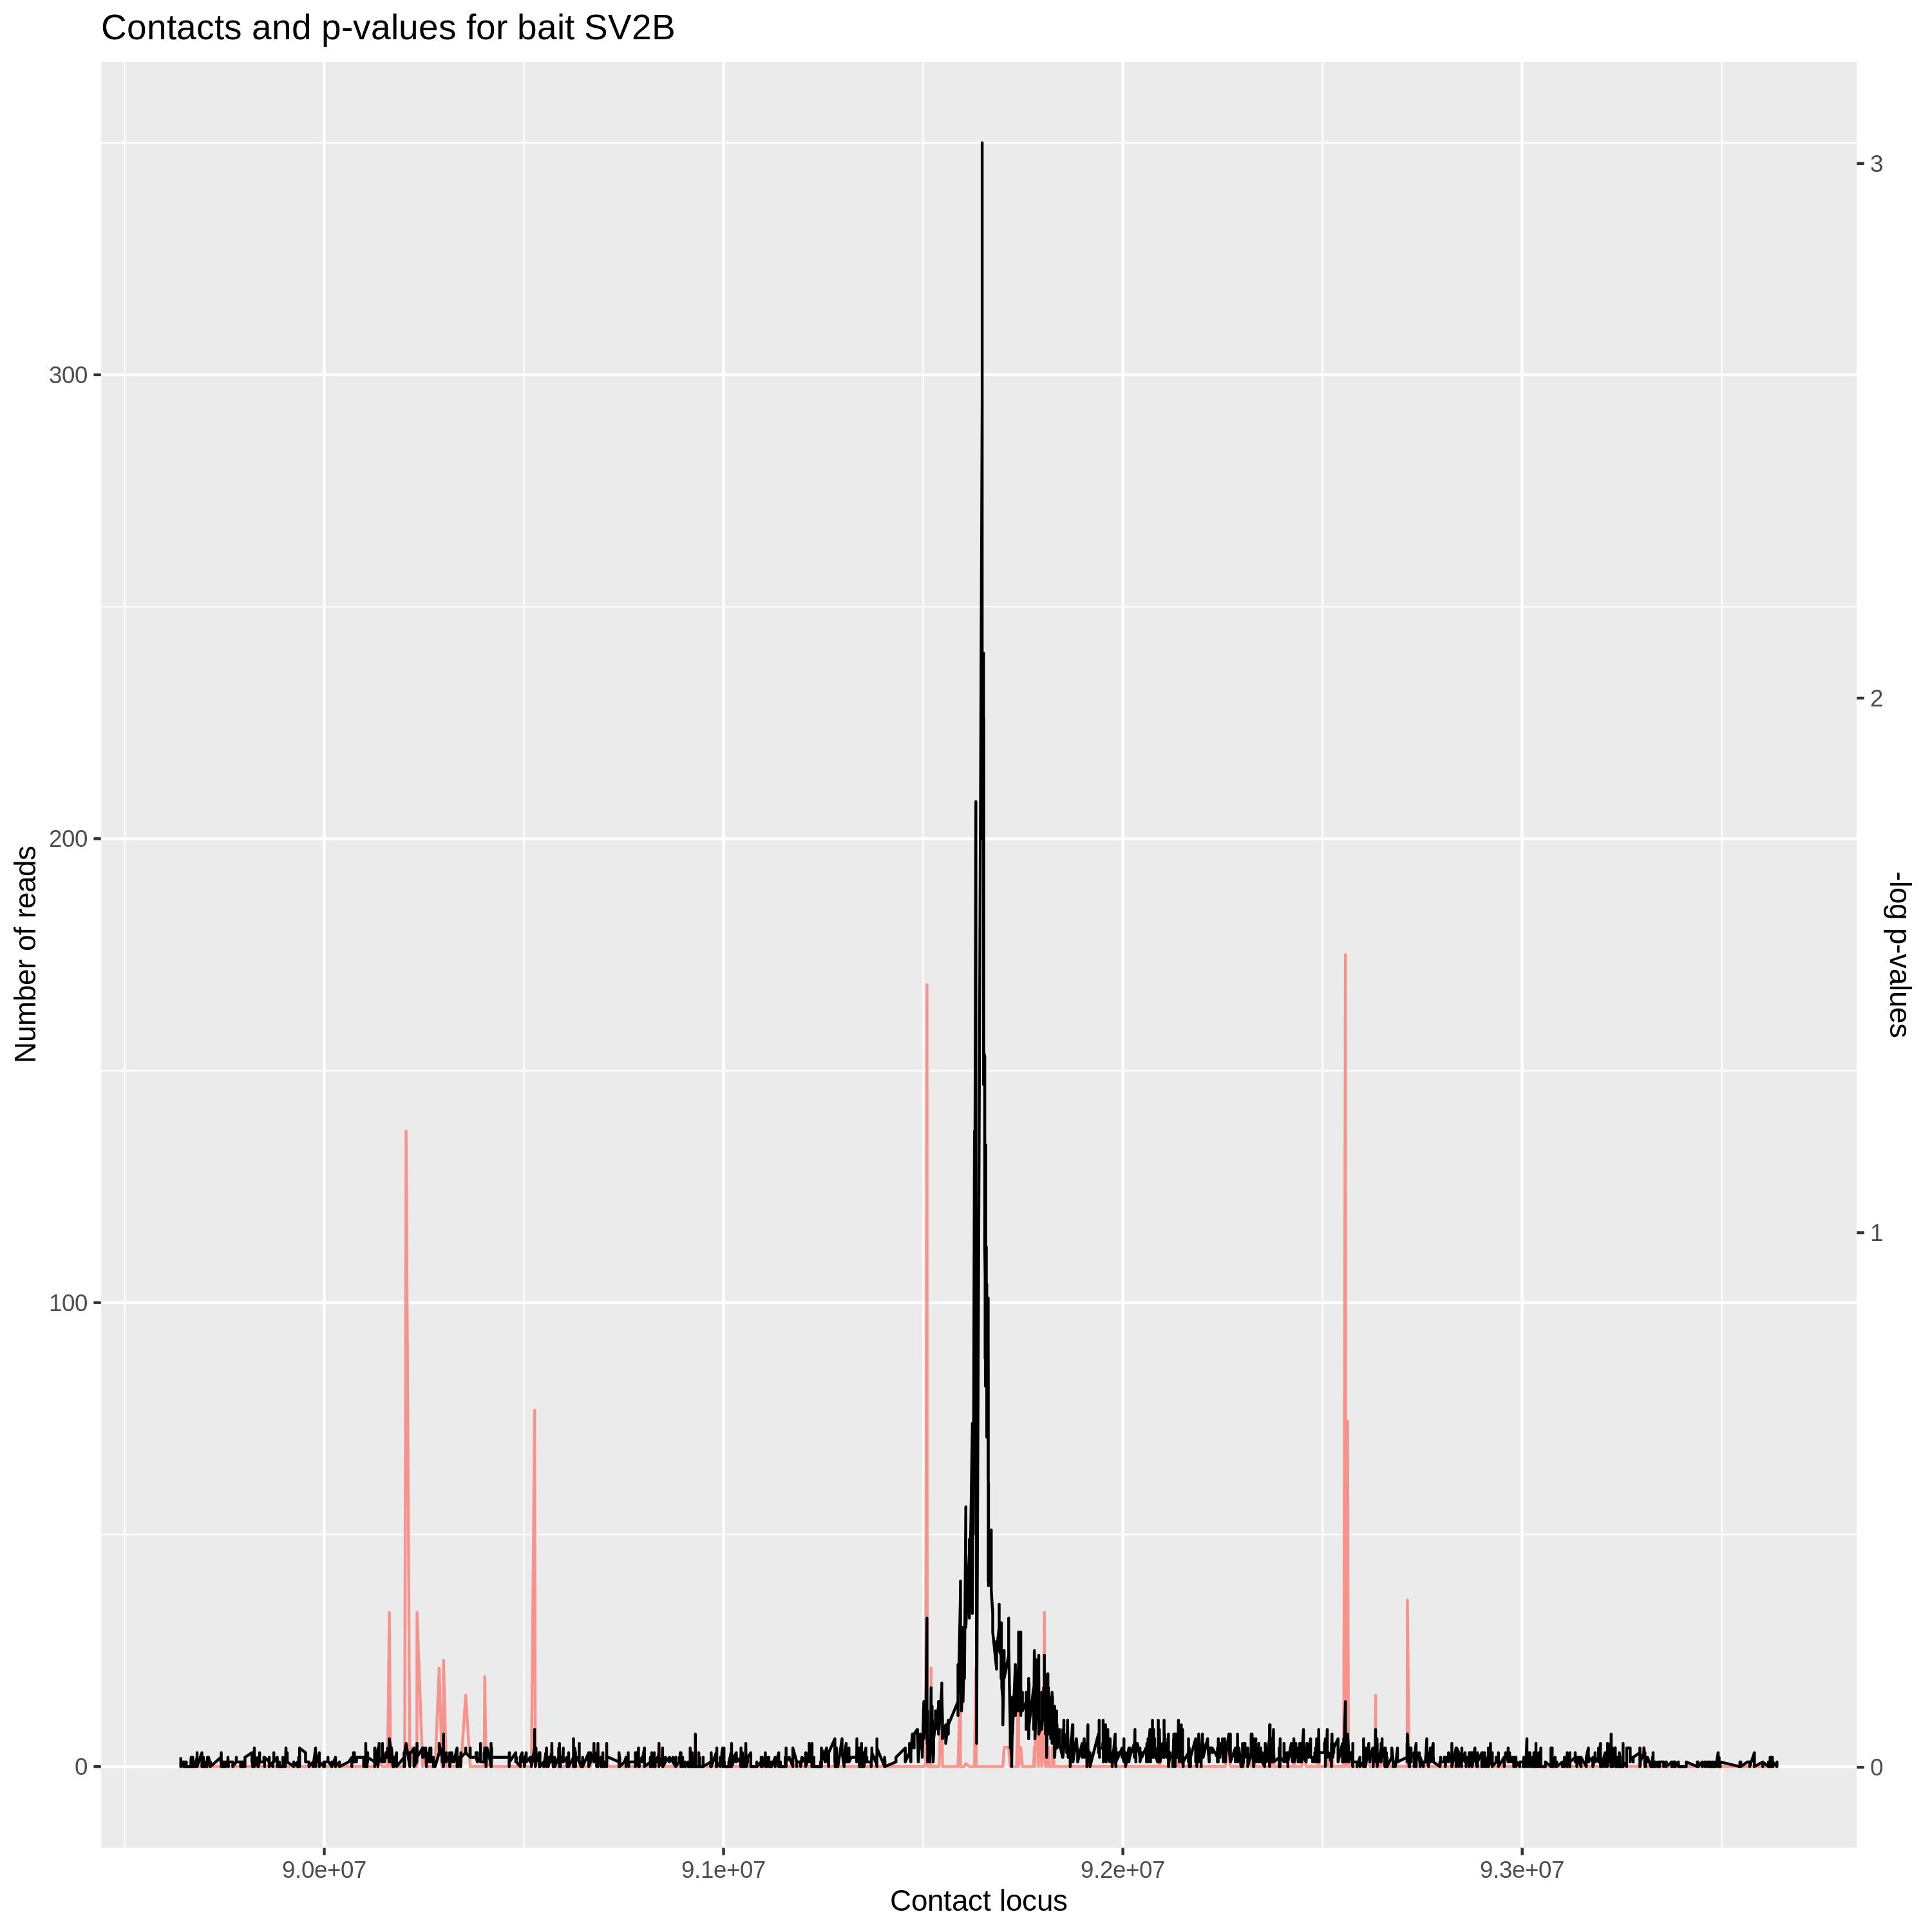 Contacts and p-values for bait SV2B
Number of reads
300
200
100
0
3
2
1
0
-log p-values
9.0e+07 9.1e+07 9.2e+07 9.3e+07
Contact locus